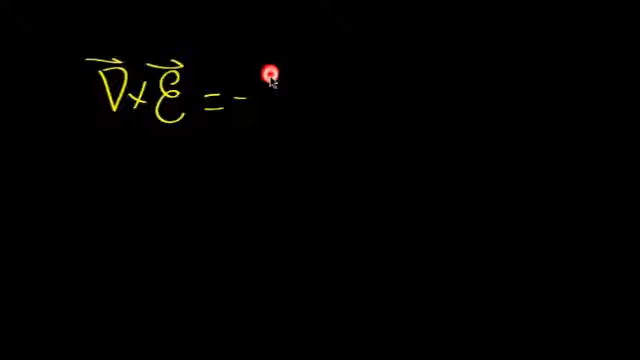 ∇⃗ × ℰ⃗ = -